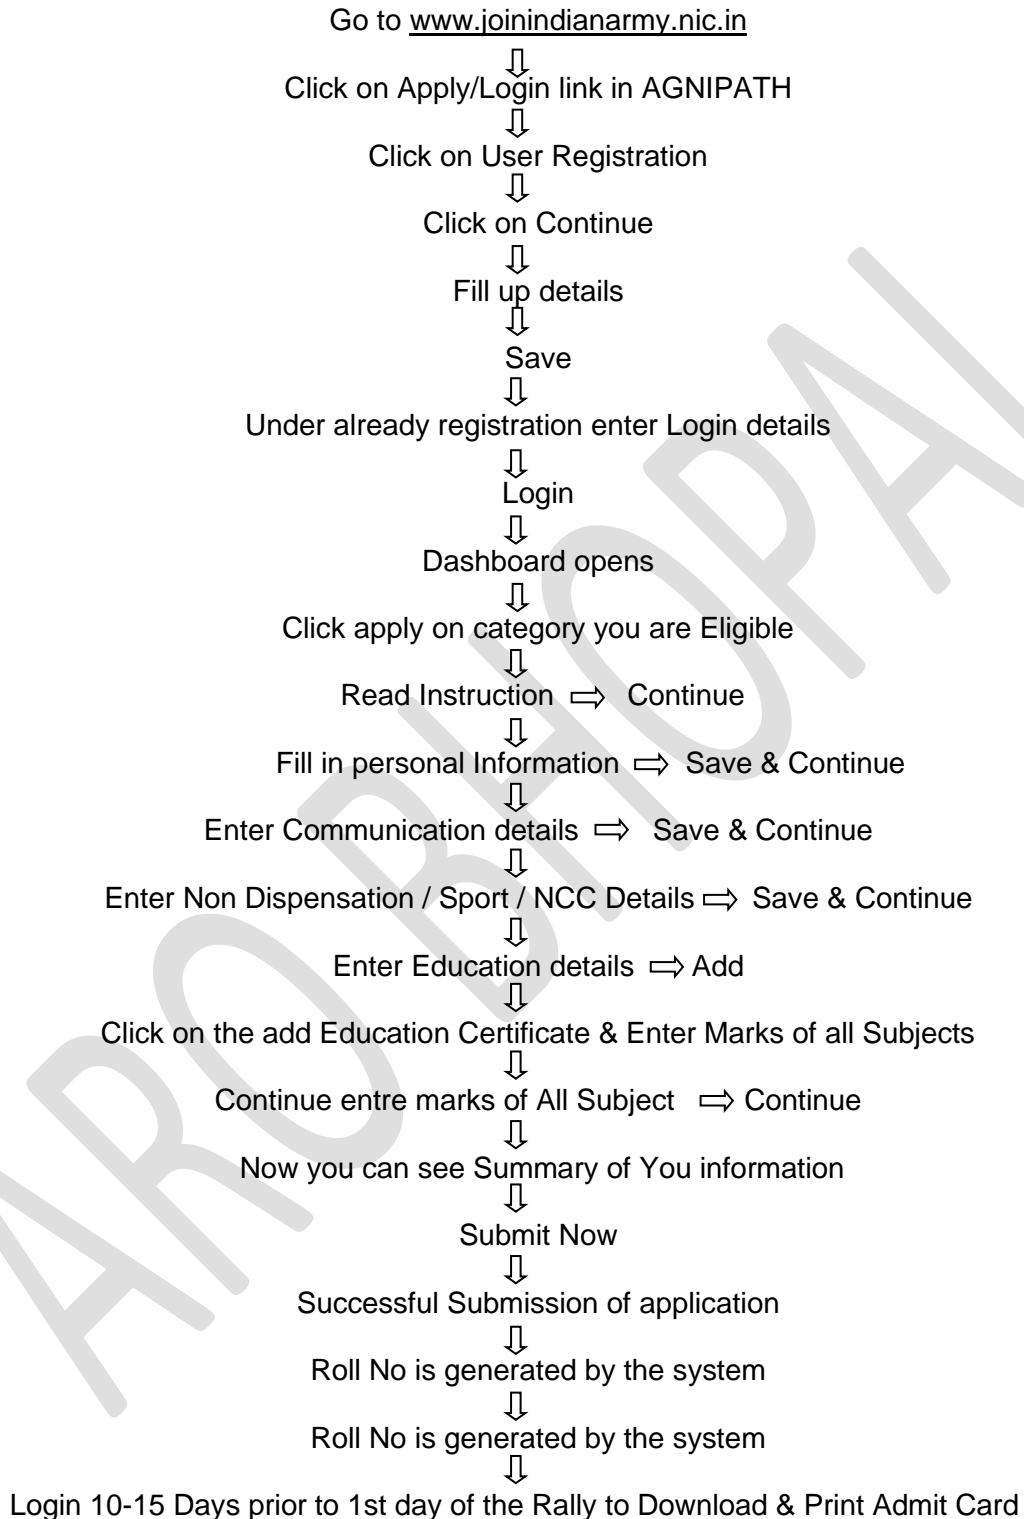 Go to www.joinindianarmy.nic.in
Click on Apply/Login link in AGNIPATH
Click on User Registration
Click on Continue
Fill up details
Save
Under already registration enter Login details
Login
Dashboard opens
Click apply on category you are Eligible
Read Instruction ⇨ Continue
Fill in personal Information ⇨ Save & Continue
Enter Communication details ⇨ Save & Continue
Enter Non Dispensation / Sport / NCC Details ⇨ Save & Continue
Enter Education details ⇨ Add
Click on the add Education Certificate & Enter Marks of all Subjects
Continue entre marks of All Subject ⇨ Continue
Now you can see Summary of You information
Submit Now
Successful Submission of application
Roll No is generated by the system
Roll No is generated by the system
Login 10-15 Days prior to 1st day of the Rally to Download & Print Admit Card
ARO BHOPAL